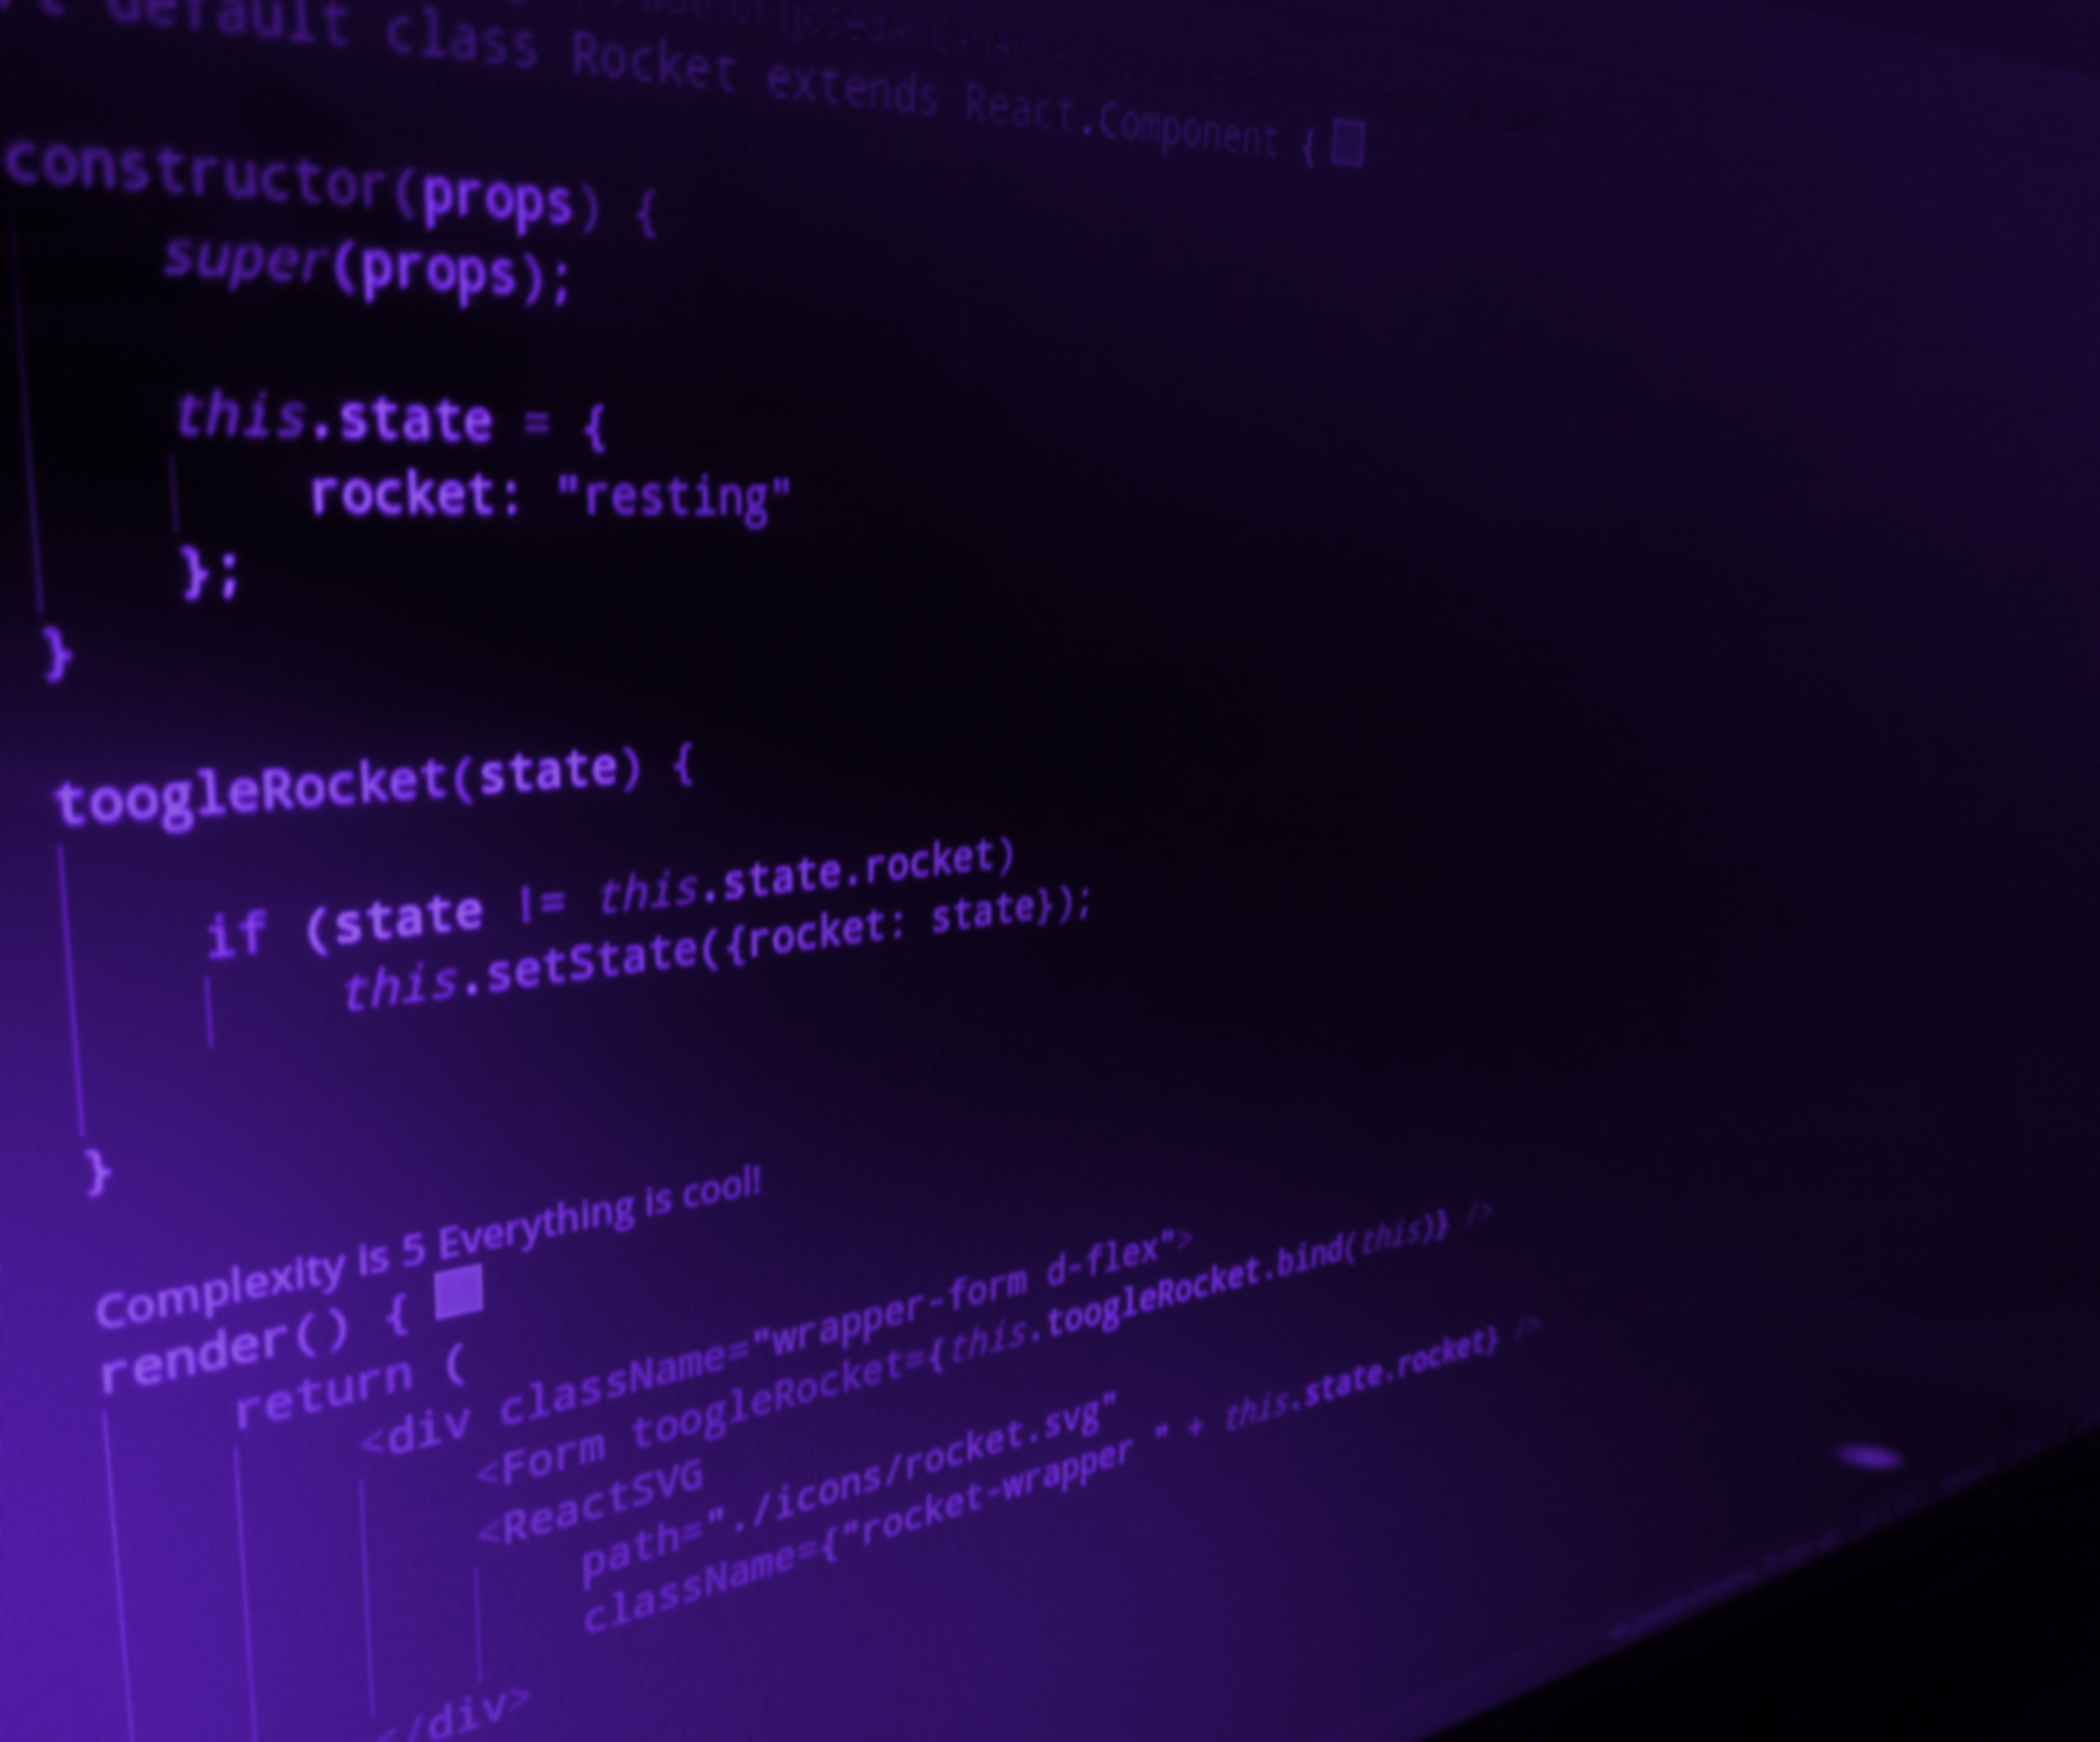 default class Rocket extends React.Component {
constructor(props) {
super(props);
this.state = {
rocket: "resting"
};
}
toogleRocket(state) {
if (state != this.state.rocket)
this.setState({rocket: state});
}
Complexity is 5 Everything is cool!
render() {
return (
<div className="wrapper-form d-flex">
<Form toogleRocket={this.toogleRocket.bind(this)} />
<ReactSVG
path="./icons/rocket.svg"
className={"rocket-wrapper " + this.state.rocket} />
</div>